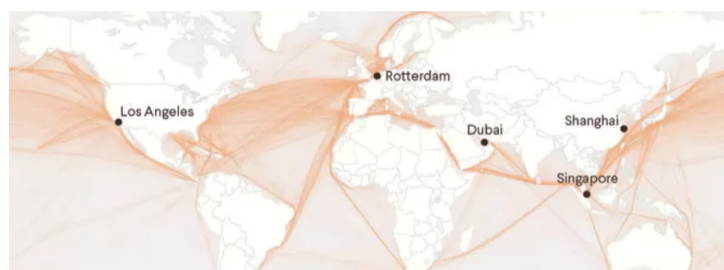 Rotterdam
Los Angeles
Dubai
Shanghai
Singapore